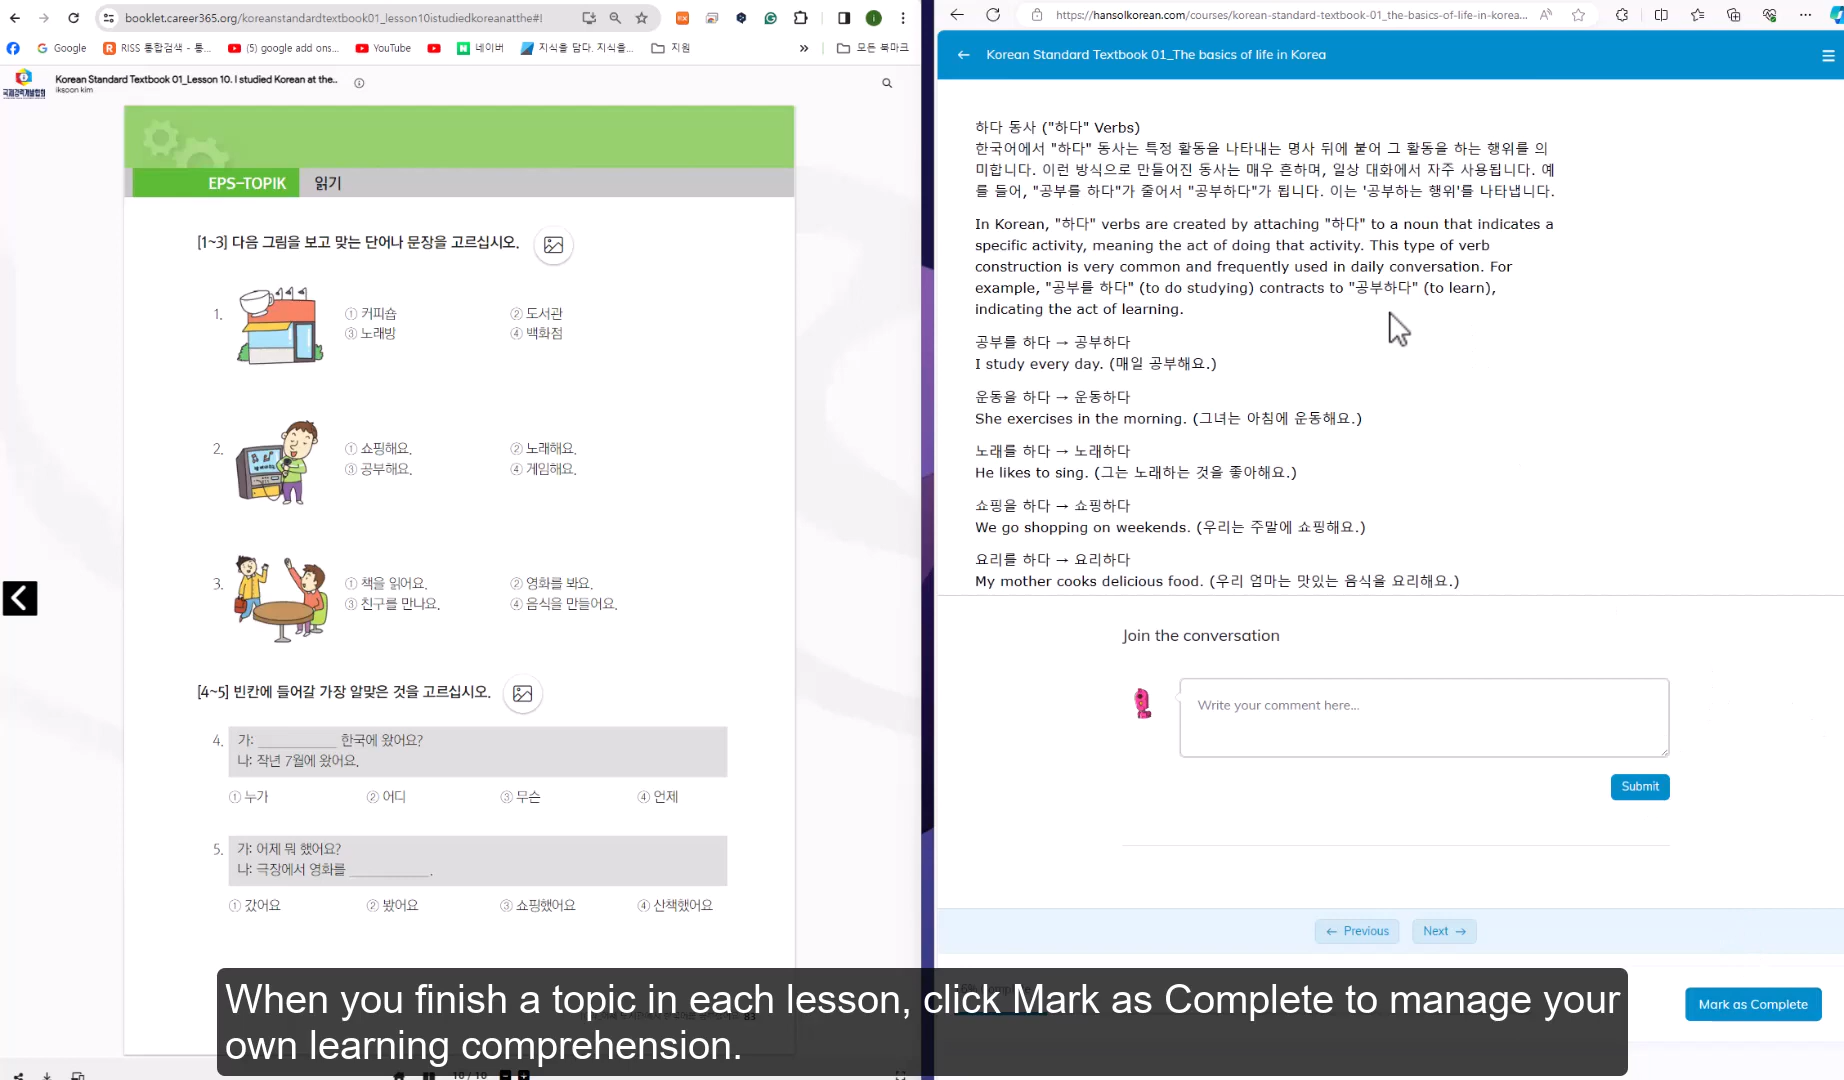 booklet.career365.org/koreanstandardtextbook01_lesson10istudiedkoreanatthe#!
Google
RISS 통합검색 - 통...
(5) google add ons...
YouTube
네이버
지식을 담다. 지식을...
지원
»
모든 북마크
국제경력개발협회
Korean Standard Textbook 01_Lesson 10. I studied Korean at the..
iksoon kim
EPS-TOPIK
읽기
[1~3] 다음 그림을 보고 맞는 단어나 문장을 고르십시오.
1.
① 커피숍
② 도서관
③ 노래방
④ 백화점
2.
① 쇼핑해요.
② 노래해요.
③ 공부해요.
④ 게임해요.
3.
① 책을 읽어요.
② 영화를 봐요.
③ 친구를 만나요.
④ 음식을 만들어요.
[4~5] 빈칸에 들어갈 가장 알맞은 것을 고르십시오.
4.
가: __________ 한국에 왔어요?
나: 작년 7월에 왔어요.
① 누가
② 어디
③ 무슨
④ 언제
5.
가: 어제 뭐 했어요?
나: 극장에서 영화를 __________.
① 갔어요
② 봤어요
③ 쇼핑했어요
④ 산책했어요
10 / 10
https://hansolkorean.com/courses/korean-standard-textbook-01_the-basics-of-life-in-korea...
Korean Standard Textbook 01_The basics of life in Korea
하다 동사 ("하다" Verbs)
한국어에서 "하다" 동사는 특정 활동을 나타내는 명사 뒤에 붙어 그 활동을 하는 행위를 의
미합니다. 이런 방식으로 만들어진 동사는 매우 흔하며, 일상 대화에서 자주 사용됩니다. 예
를 들어, "공부를 하다"가 줄어서 "공부하다"가 됩니다. 이는 '공부하는 행위'를 나타냅니다.
In Korean, "하다" verbs are created by attaching "하다" to a noun that indicates a
specific activity, meaning the act of doing that activity. This type of verb
construction is very common and frequently used in daily conversation. For
example, "공부를 하다" (to do studying) contracts to "공부하다" (to learn),
indicating the act of learning.
공부를 하다 → 공부하다
I study every day. (매일 공부해요.)
운동을 하다 → 운동하다
She exercises in the morning. (그녀는 아침에 운동해요.)
노래를 하다 → 노래하다
He likes to sing. (그는 노래하는 것을 좋아해요.)
쇼핑을 하다 → 쇼핑하다
We go shopping on weekends. (우리는 주말에 쇼핑해요.)
요리를 하다 → 요리하다
My mother cooks delicious food. (우리 엄마는 맛있는 음식을 요리해요.)
Join the conversation
Write your comment here...
Submit
← Previous
Next →
Mark as Complete
When you finish a topic in each lesson, click Mark as Complete to manage your
own learning comprehension.